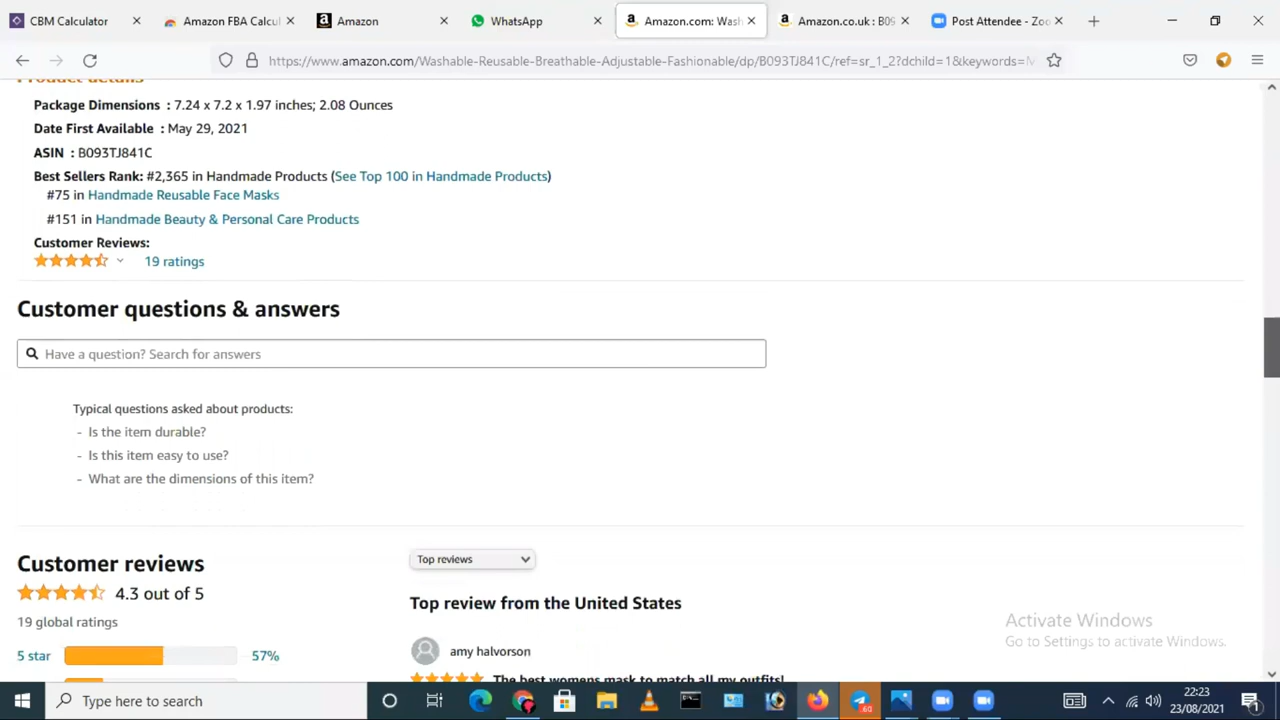 CBM Calculator
Amazon FBA Calcul
Amazon
WhatsApp
Amazon.com: Wash
Amazon.co.uk : B09
Post Attendee - Zoo
https://www.amazon.com/Washable-Reusable-Breathable-Adjustable-Fashionable/dp/B093TJ841C/ref=sr_1_2?dchild=1&keywords=
Product details
Package Dimensions : 7.24 x 7.2 x 1.97 inches; 2.08 Ounces
Date First Available : May 29, 2021
ASIN : B093TJ841C
Best Sellers Rank: #2,365 in Handmade Products (See Top 100 in Handmade Products)
#75 in Handmade Reusable Face Masks
#151 in Handmade Beauty & Personal Care Products
Customer Reviews:
19 ratings
Customer questions & answers
Have a question? Search for answers
Typical questions asked about products:
- Is the item durable?
- Is this item easy to use?
- What are the dimensions of this item?
Customer reviews
Top reviews
4.3 out of 5
Top review from the United States
19 global ratings
Activate Windows
Go to Settings to activate Windows.
amy halvorson
5 star 57%
The best womens mask to match all my outfits!
Type here to search
60
22:23
23/08/2021
1